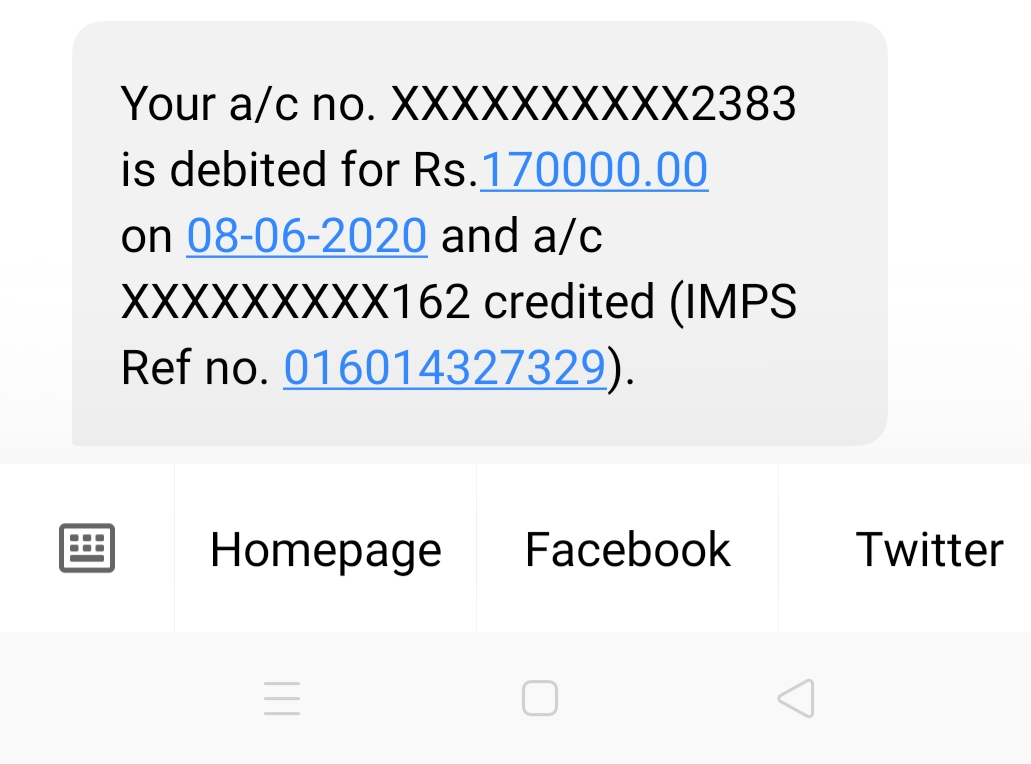 Your a/c no. XXXXXXXXXX2383
is debited for Rs.170000.00
on 08-06-2020 and a/c
XXXXXXXXX162 credited (IMPS
Ref no. 016014327329).
Homepage Facebook Twitter